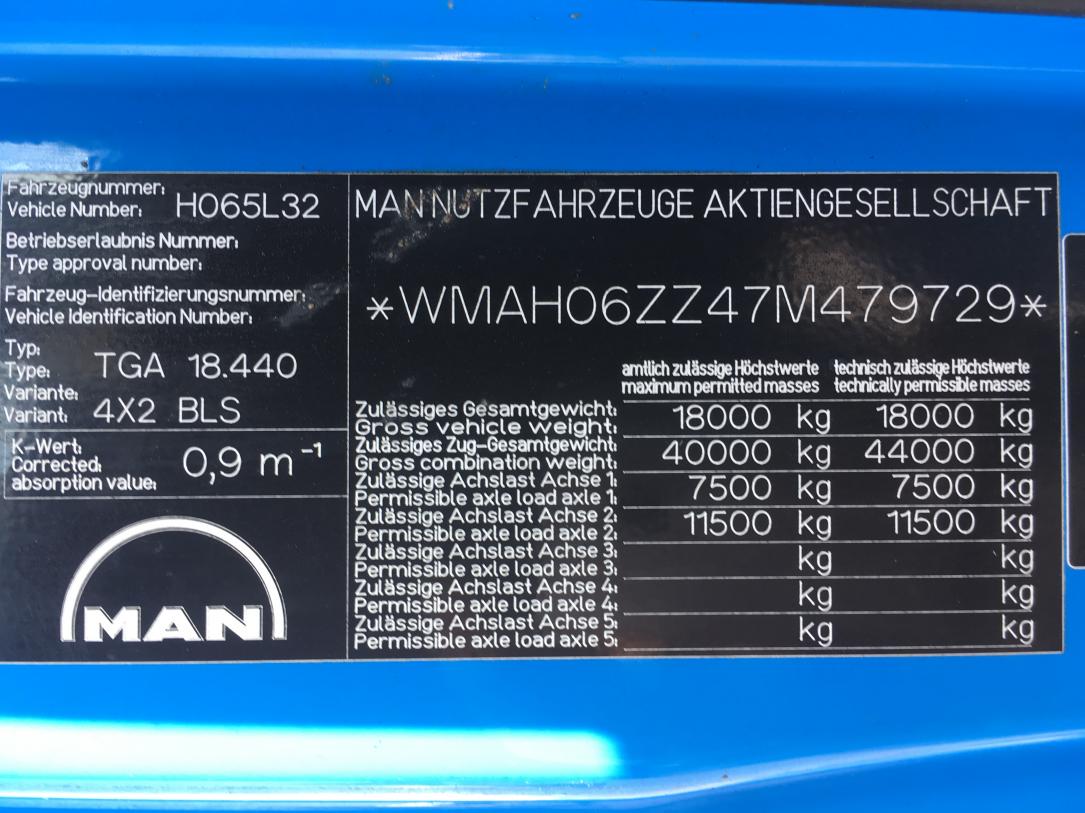 Fahrzeugnummer:
Vehicle Number: H065L32
Betriebserlaubnis Nummer:
Type approval number:
Fahrzeug-Identifizierungsnummer:
Vehicle Identification Number:
Typ:
Type: TGA 18.440
Variante:
Variant: 4X2 BLS
K-Wert:
Corrected:
absorption value: 0,9 m⁻¹
MAN
MAN NUTZFAHRZEUGE AKTIENGESELLSCHAFT
*WMAH06ZZ47M479729*
amtlich zulässige Höchstwerte technisch zulässige Höchstwerte
maximum permitted masses technically permissible masses
Zulässiges Gesamtgewicht:
Gross vehicle weight: 18000 kg 18000 kg
Zulässiges Zug-Gesamtgewicht:
Gross combination weight: 40000 kg 44000 kg
Zulässige Achslast Achse 1:
Permissible axle load axle 1: 7500 kg 7500 kg
Zulässige Achslast Achse 2:
Permissible axle load axle 2: 11500 kg 11500 kg
Zulässige Achslast Achse 3:
Permissible axle load axle 3: kg kg
Zulässige Achslast Achse 4:
Permissible axle load axle 4: kg kg
Zulässige Achslast Achse 5:
Permissible axle load axle 5: kg kg